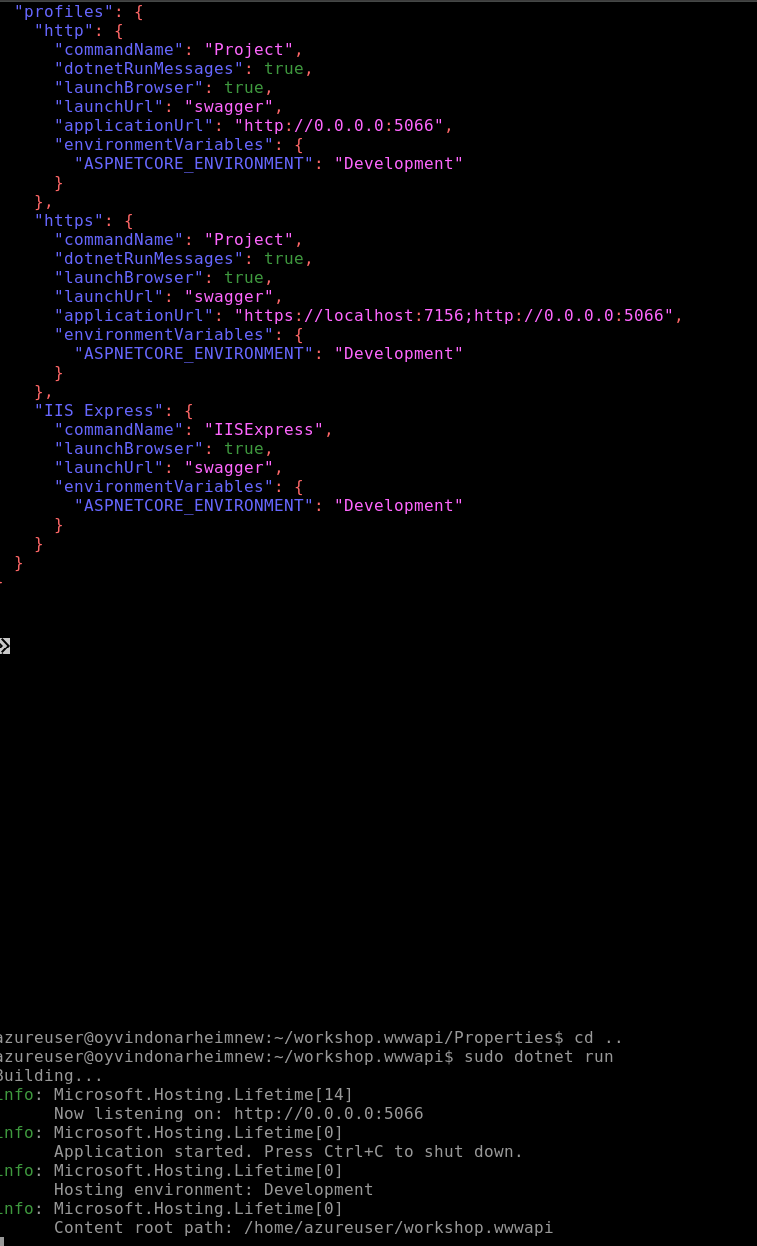 "profiles": {
"http": {
"commandName": "Project",
"dotnetRunMessages": true,
"launchBrowser": true,
"launchUrl": "swagger",
"applicationUrl": "http://0.0.0.0:5066",
"environmentVariables": {
"ASPNETCORE_ENVIRONMENT": "Development"
}
},
"https": {
"commandName": "Project",
"dotnetRunMessages": true,
"launchBrowser": true,
"launchUrl": "swagger",
"applicationUrl": "https://localhost:7156;http://0.0.0.0:5066",
"environmentVariables": {
"ASPNETCORE_ENVIRONMENT": "Development"
}
},
"IIS Express": {
"commandName": "IISExpress",
"launchBrowser": true,
"launchUrl": "swagger",
"environmentVariables": {
"ASPNETCORE_ENVIRONMENT": "Development"
}
}
}
azureuser@oyvindonarheimnew:~/workshop.wwwapi/Properties$ cd ..
azureuser@oyvindonarheimnew:~/workshop.wwwapi$ sudo dotnet run
Building...
info: Microsoft.Hosting.Lifetime[14]
Now listening on: http://0.0.0.0:5066
info: Microsoft.Hosting.Lifetime[0]
Application started. Press Ctrl+C to shut down.
info: Microsoft.Hosting.Lifetime[0]
Hosting environment: Development
info: Microsoft.Hosting.Lifetime[0]
Content root path: /home/azureuser/workshop.wwwapi